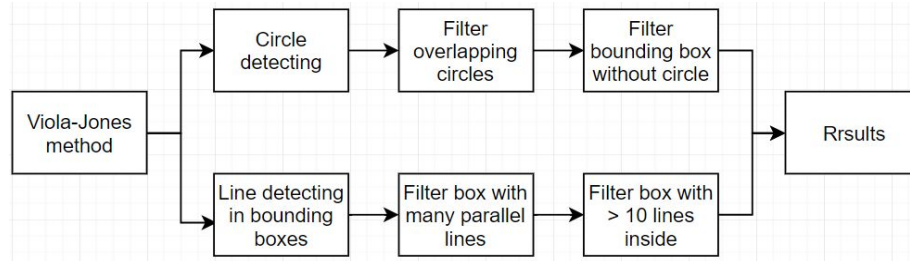 Viola-Jones
method
Circle
detecting
Filter
overlapping
circles
Filter
bounding box
without circle
Line detecting
in bounding
boxes
Filter box with
many parallel
lines
Filter box with
> 10 lines
inside
Rrsults